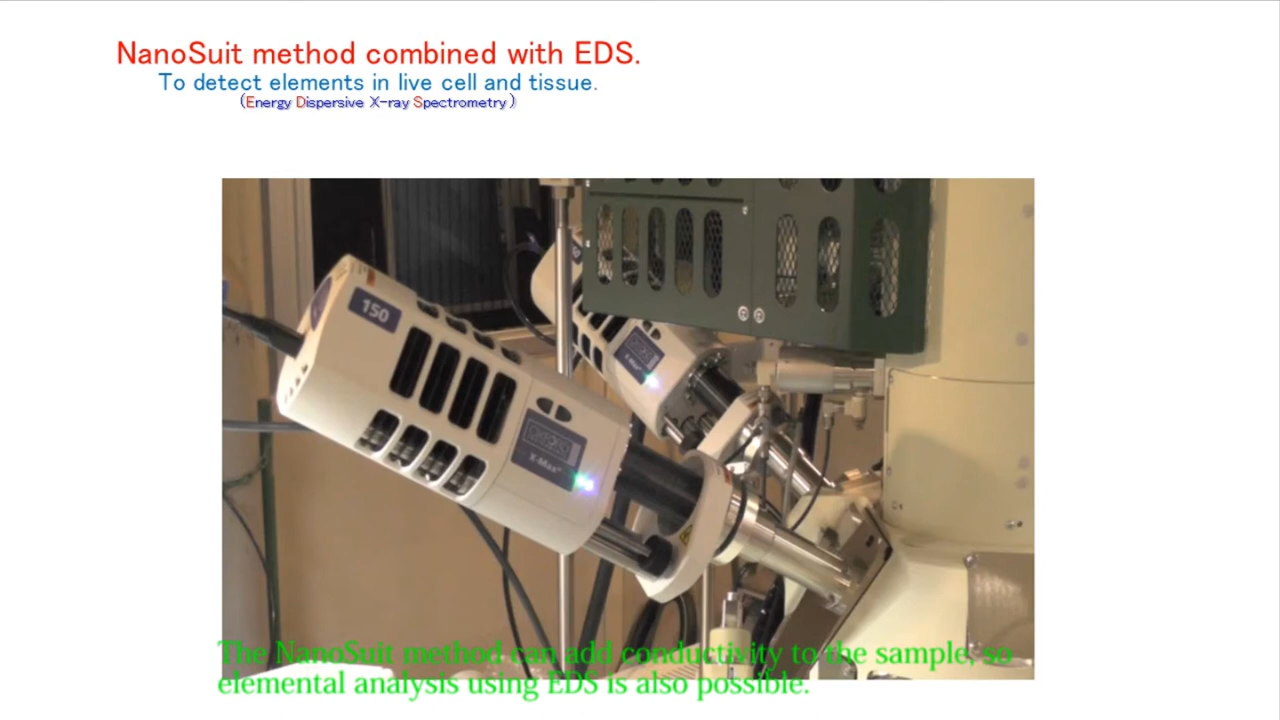 NanoSuit method combined with EDS.
To detect elements in live cell and tissue.
(Energy Dispersive X-ray Spectrometry)
150
X-Max
The NanoSuit method can add conductivity to the sample, so
elemental analysis using EDS is also possible.